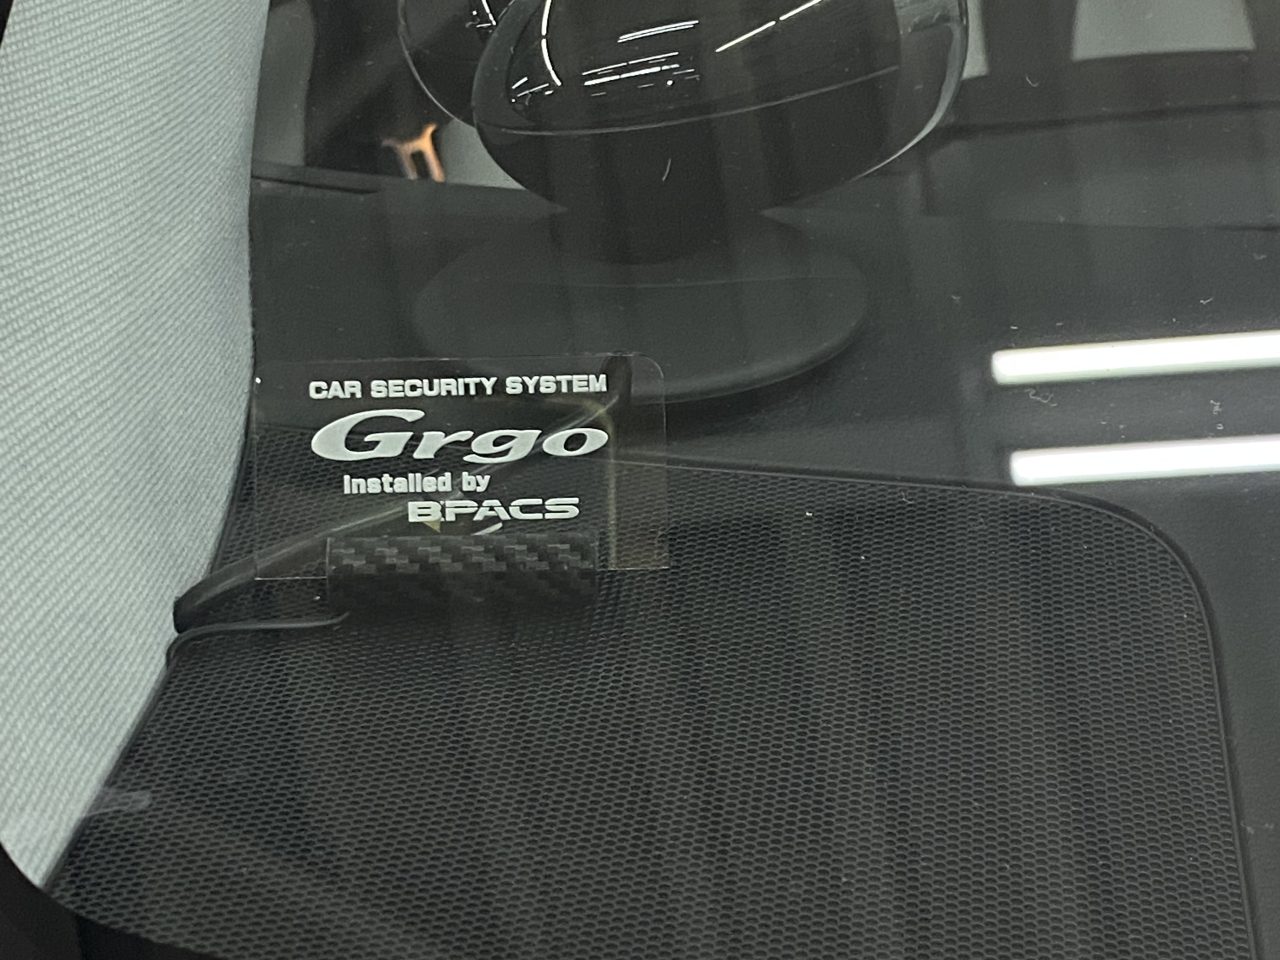 CAR SECURITY SYSTEM
Grgo
Installed by
BPACS